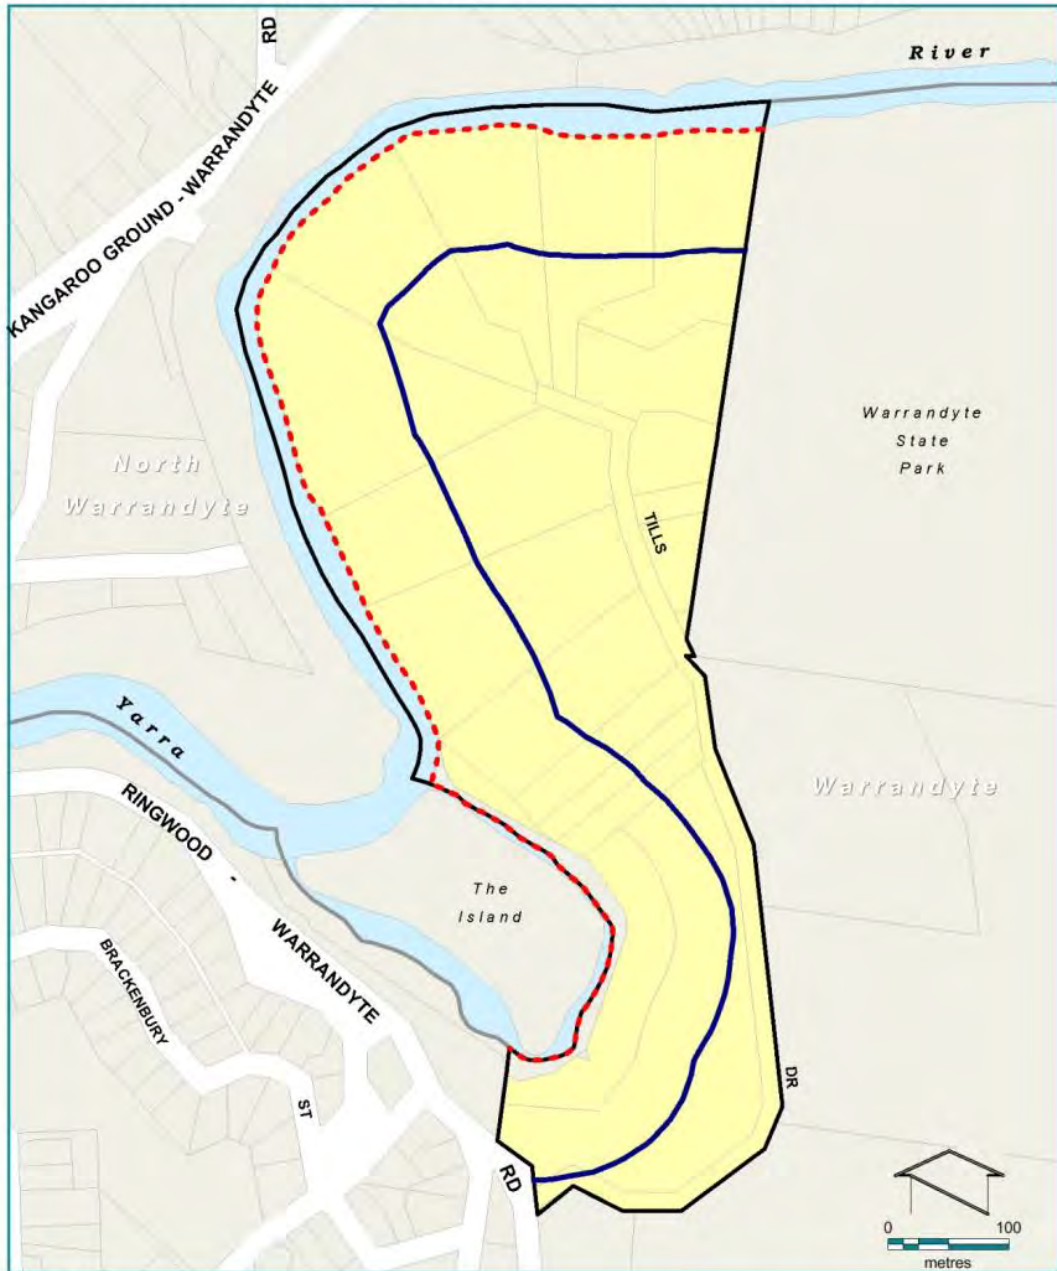 River
RD
KANGAROO GROUND - WARRANDYTE
Warrandyte
State
Park
North
Warrandyte
TILLS
Yarra
Warrandyte
RINGWOOD
-
WARRANDYTE
RD
The
Island
BRACKENBURY
ST
DR
0 100
metres